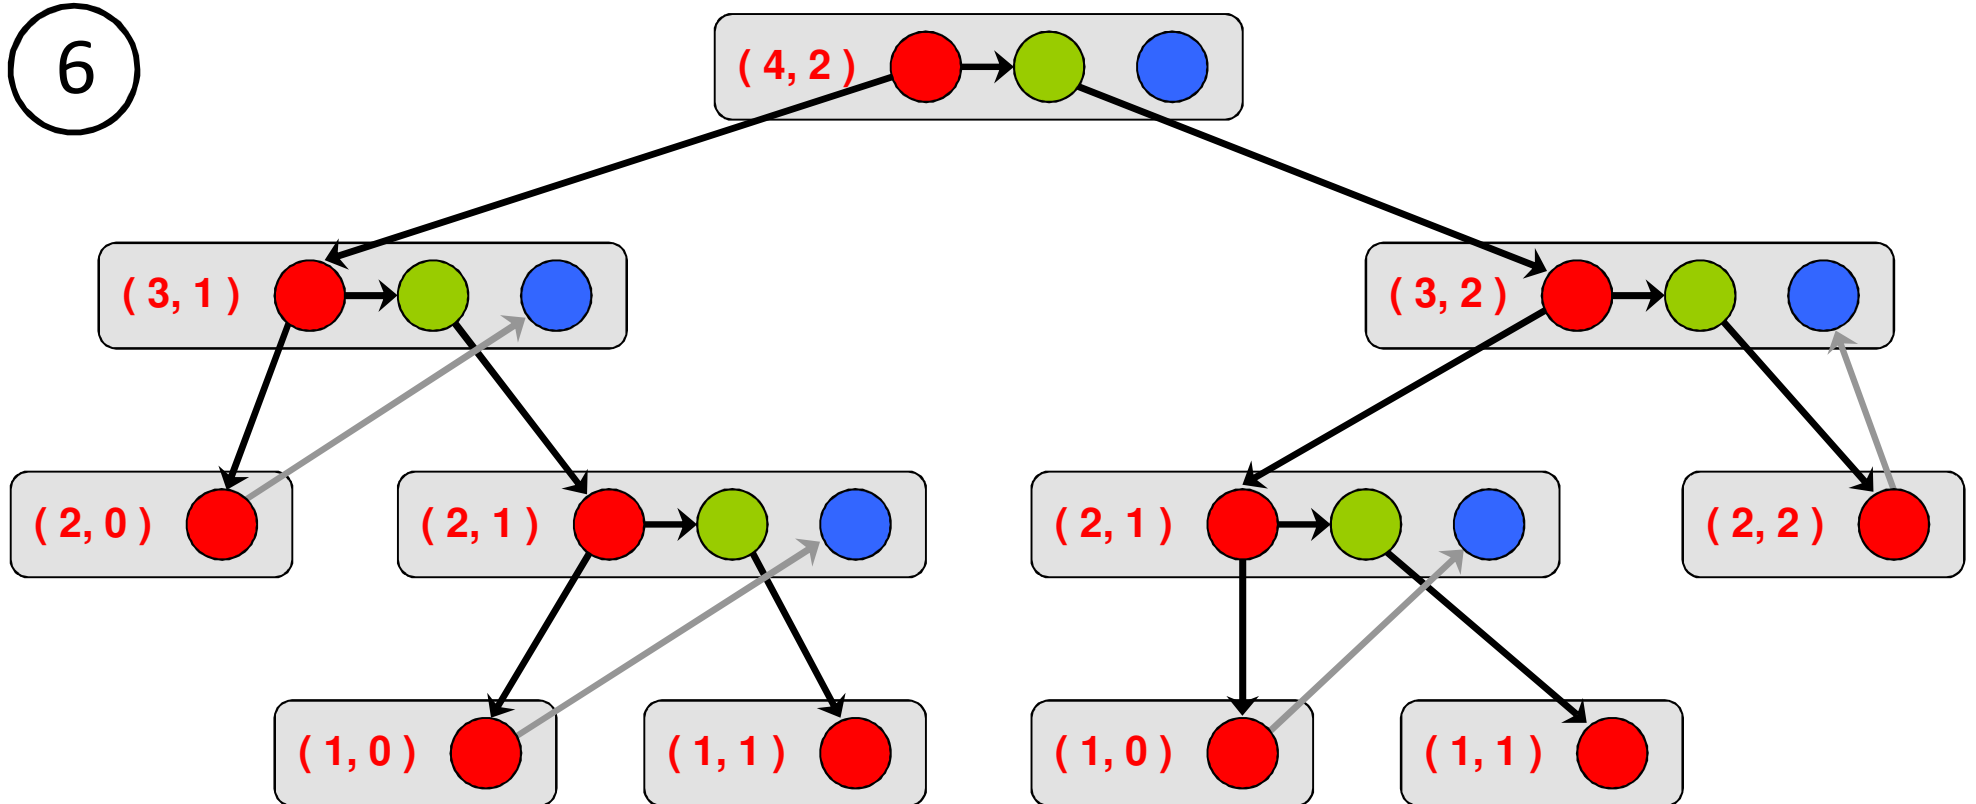 6
( 4, 2 )
( 3, 1 )
( 3, 2 )
( 2, 0 )
( 2, 1 )
( 2, 1 )
( 2, 2 )
( 1, 0 )
( 1, 1 )
( 1, 0 )
( 1, 1 )